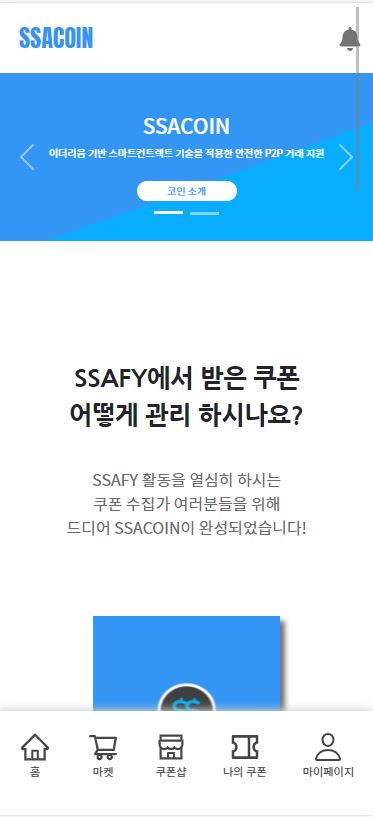 SSACOIN
SSACOIN
이더리움 기반 스마트컨트렉트 기술을 적용한 안전한 P2P 거래 지원
코인 소개
SSAFY에서 받은 쿠폰
어떻게 관리 하시나요?
SSAFY 활동을 열심히 하시는
쿠폰 수집가 여러분들을 위해
드디어 SSACOIN이 완성되었습니다!
홈
마켓
쿠폰샵
나의 쿠폰
마이페이지